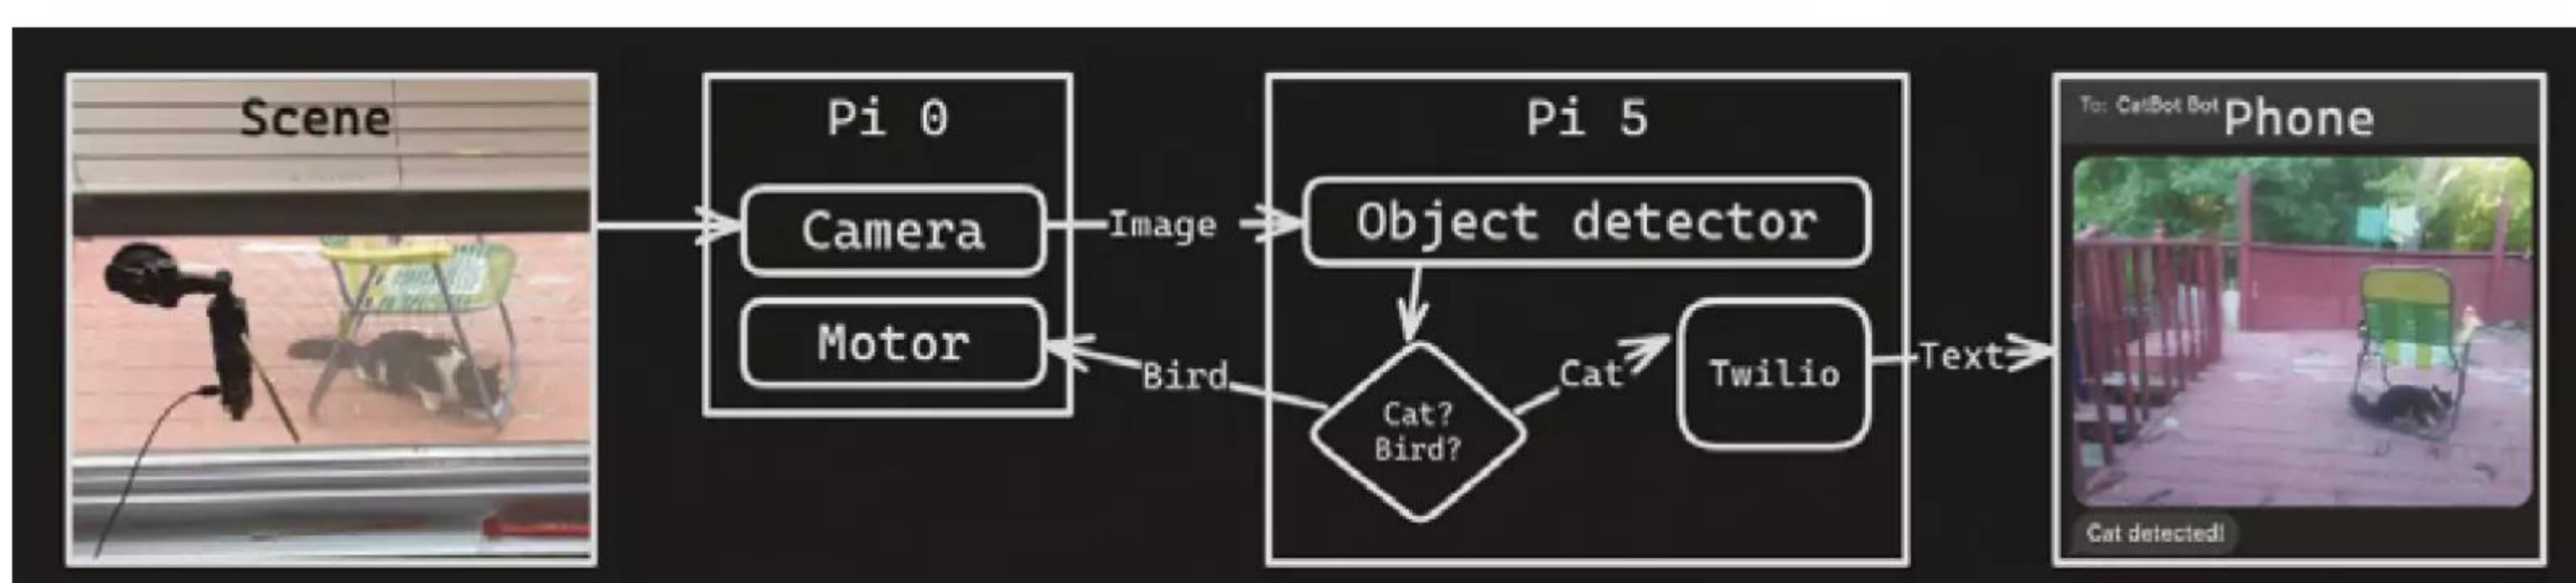 Scene
Pi 0
Camera
Motor
Image
Bird
Pi 5
Object detector
Cat?
Bird?
Cat
Twilio
Text
To: CatBot Bot
Phone
Cat detected!